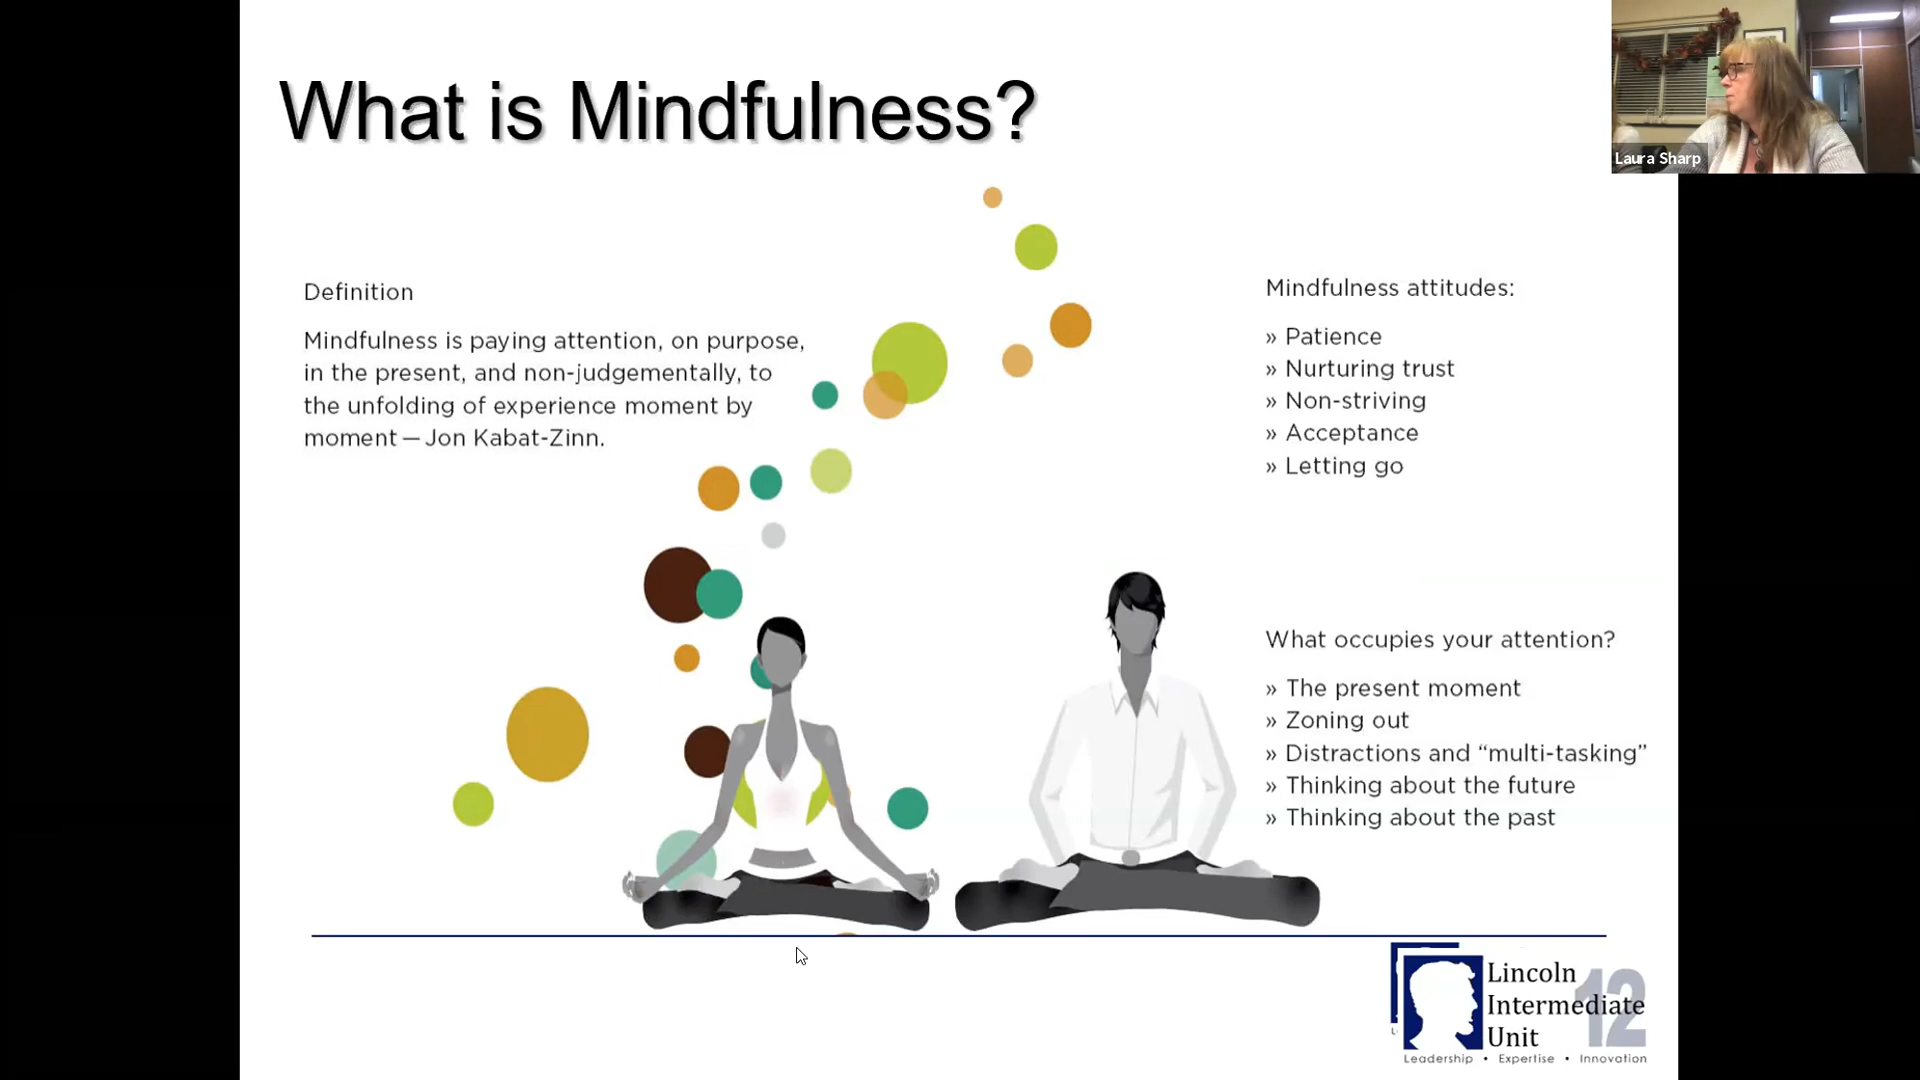 What is Mindfulness?
Laura Sharp
Definition
Mindfulness is paying attention, on purpose,
in the present, and non-judgementally, to
the unfolding of experience moment by
moment — Jon Kabat-Zinn.
Mindfulness attitudes:
» Patience
» Nurturing trust
» Non-striving
» Acceptance
» Letting go
What occupies your attention?
» The present moment
» Zoning out
» Distractions and “multi-tasking”
» Thinking about the future
» Thinking about the past
Lincoln
Intermediate
Unit
12
Leadership • Expertise • Innovation